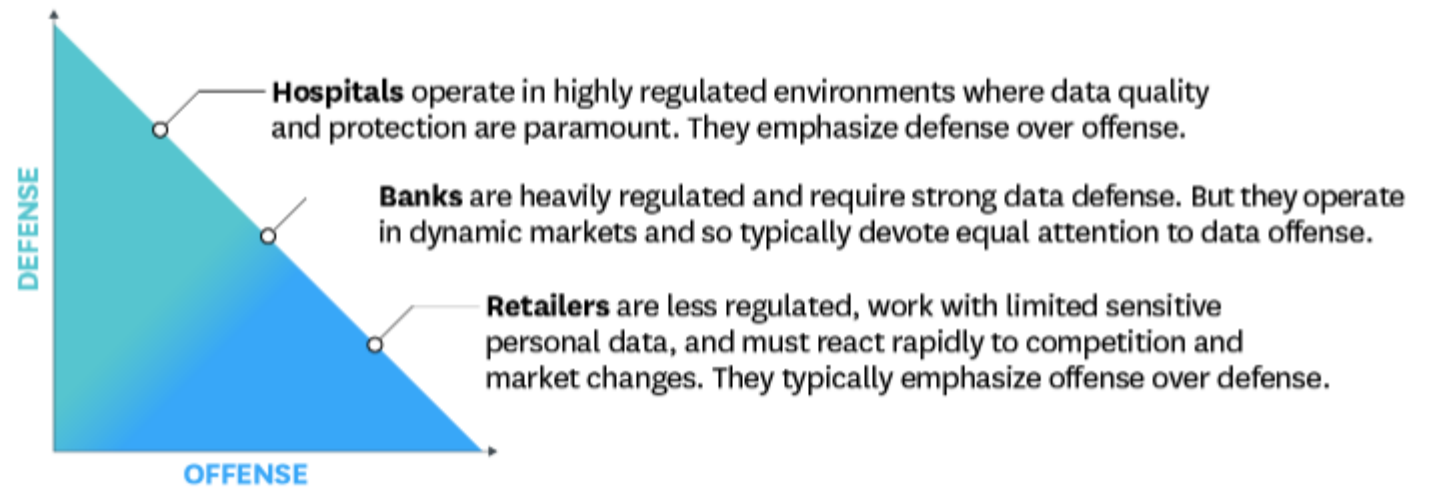 Hospitals operate in highly regulated environments where data quality
and protection are paramount. They emphasize defense over offense.
DEFENSE
Banks are heavily regulated and require strong data defense. But they operate
in dynamic markets and so typically devote equal attention to data offense.
Retailers are less regulated, work with limited sensitive
personal data, and must react rapidly to competition and
market changes. They typically emphasize offense over defense.
OFFENSE